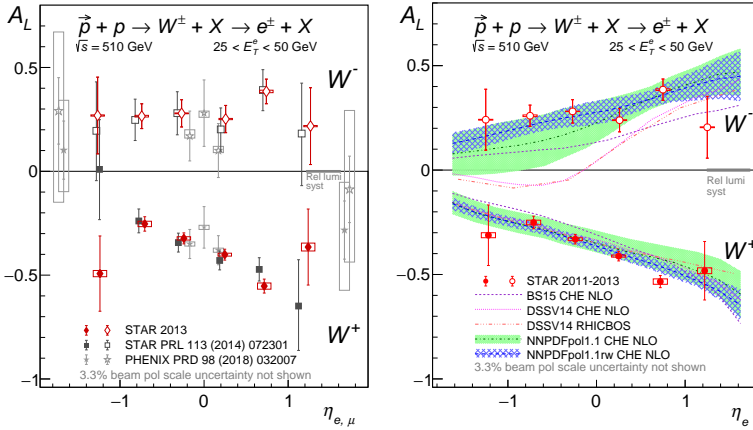 A_L
p⃗ + p → W± + X → e± + X
√s = 510 GeV 25 < E_T^e < 50 GeV
0.5
0
−0.5
−1
W⁻
Rel lumi
syst
W⁺
STAR 2013
STAR PRL 113 (2014) 072301
PHENIX PRD 98 (2018) 032007
3.3% beam pol scale uncertainty not shown
−1 0 1
η_e, μ
A_L
p⃗ + p → W± + X → e± + X
√s = 510 GeV 25 < E_T^e < 50 GeV
0.5
0
−0.5
−1
W⁻
Rel lumi
syst
W⁺
STAR 2011-2013
BS15 CHE NLO
DSSV14 CHE NLO
DSSV14 RHICBOS
NNPDFpol1.1 CHE NLO
NNPDFpol1.1rw CHE NLO
3.3% beam pol scale uncertainty not shown
−1 0 1
η_e